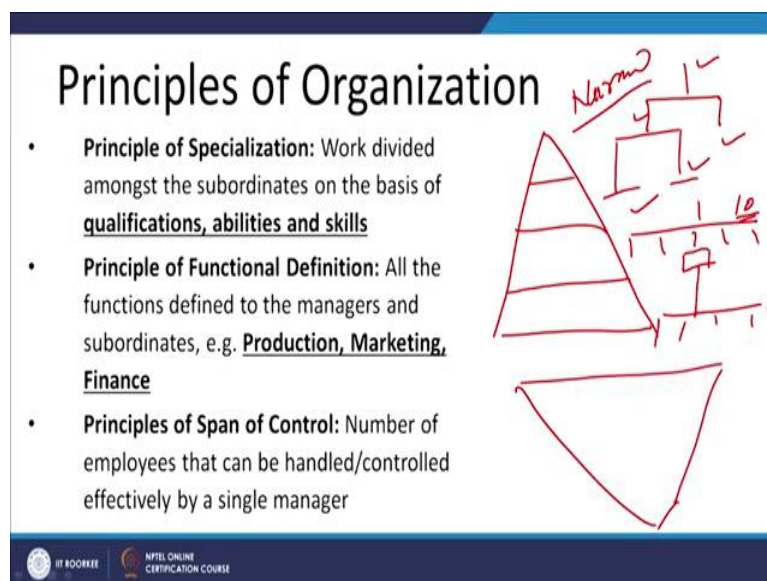 Principles of Organization
• Principle of Specialization: Work divided
amongst the subordinates on the basis of
qualifications, abilities and skills
• Principle of Functional Definition: All the
functions defined to the managers and
subordinates, e.g. Production, Marketing,
Finance
• Principles of Span of Control: Number of
employees that can be handled/controlled
effectively by a single manager
1
1 10
IIT ROORKEE
NPTEL ONLINE
CERTIFICATION COURSE